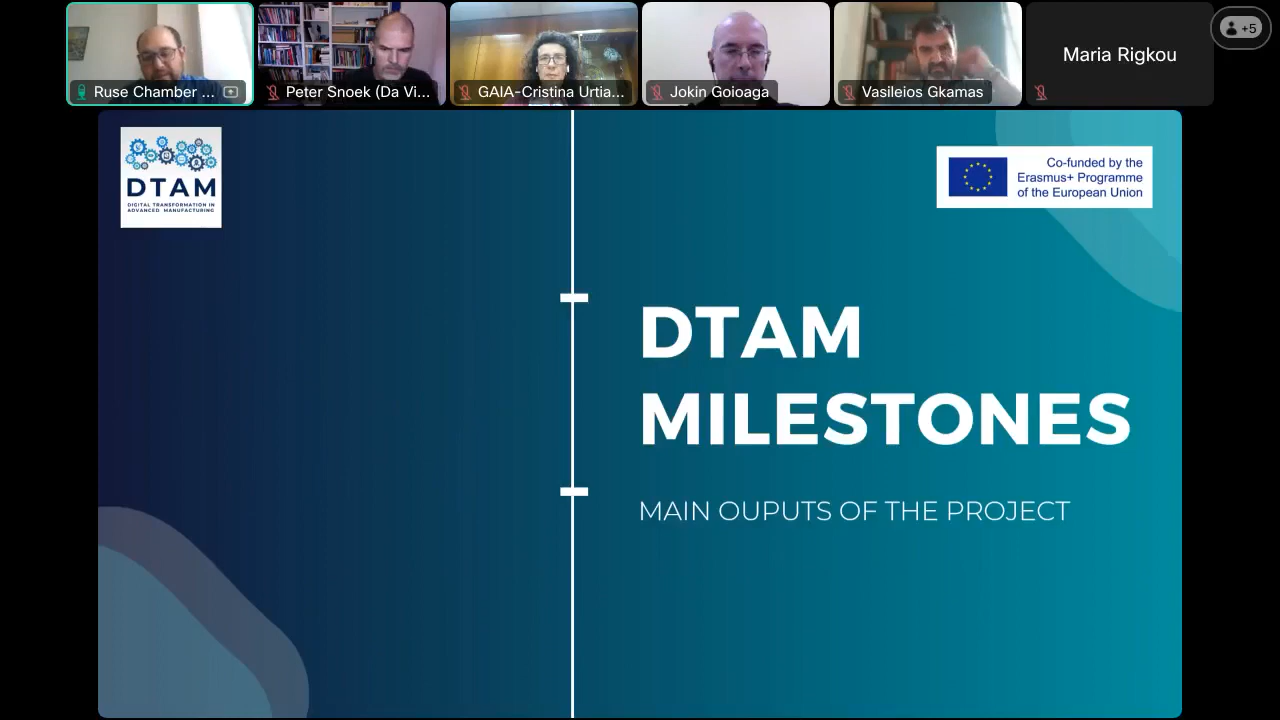 Ruse Chamber ...
Peter Snoek (Da Vi...
GAIA-Cristina Urtia...
Jokin Goioaga
Vasileios Gkamas
Maria Rigkou
+5
DTAM
DIGITAL TRANSFORMATION IN
ADVANCED MANUFACTURING
Co-funded by the
Erasmus+ Programme
of the European Union
DTAM
MILESTONES
MAIN OUPUTS OF THE PROJECT